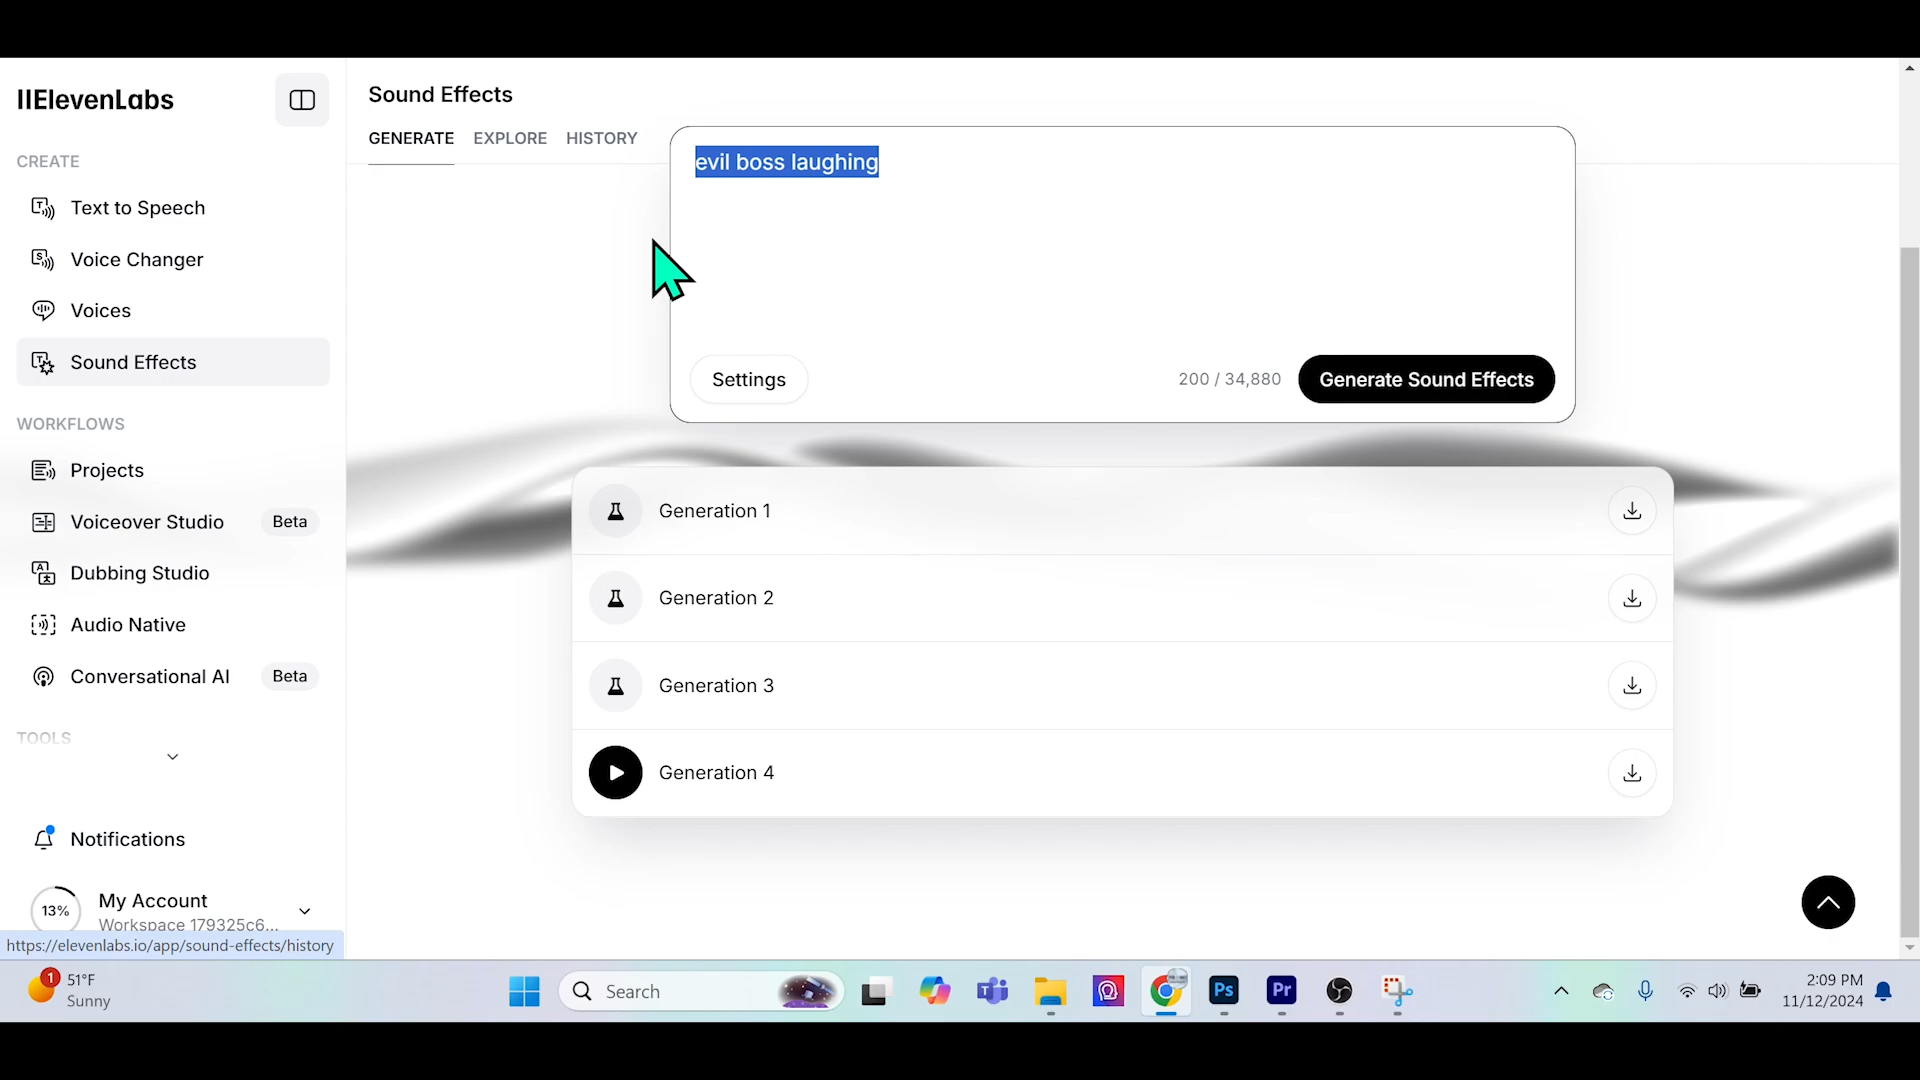 IIElevenLabs
CREATE
Text to Speech
Voice Changer
Voices
Sound Effects
WORKFLOWS
Projects
Voiceover Studio Beta
Dubbing Studio
Audio Native
Conversational AI Beta
TOOLS
Notifications
13% My Account
Workspace 179325c6...
https://elevenlabs.io/app/sound-effects/history
Sound Effects
GENERATE EXPLORE HISTORY
evil boss laughing
Settings 200 / 34,880 Generate Sound Effects
Generation 1
Generation 2
Generation 3
Generation 4
1 51°F
Sunny
Search
Ps
Pr
2:09 PM
11/12/2024